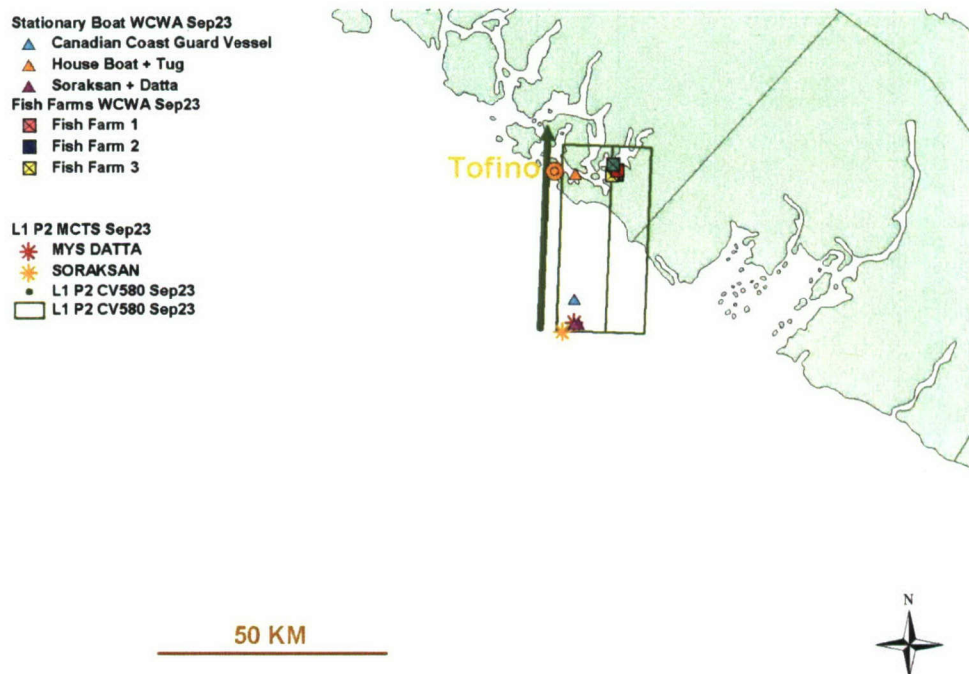 Stationary Boat WCWA Sep23
Canadian Coast Guard Vessel
House Boat + Tug
Soraksan + Datta
Fish Farms WCWA Sep23
Fish Farm 1
Fish Farm 2
Fish Farm 3
L1 P2 MCTS Sep23
MYS DATTA
SORAKSAN
L1 P2 CV580 Sep23
L1 P2 CV580 Sep23
Tofino
50 KM
N